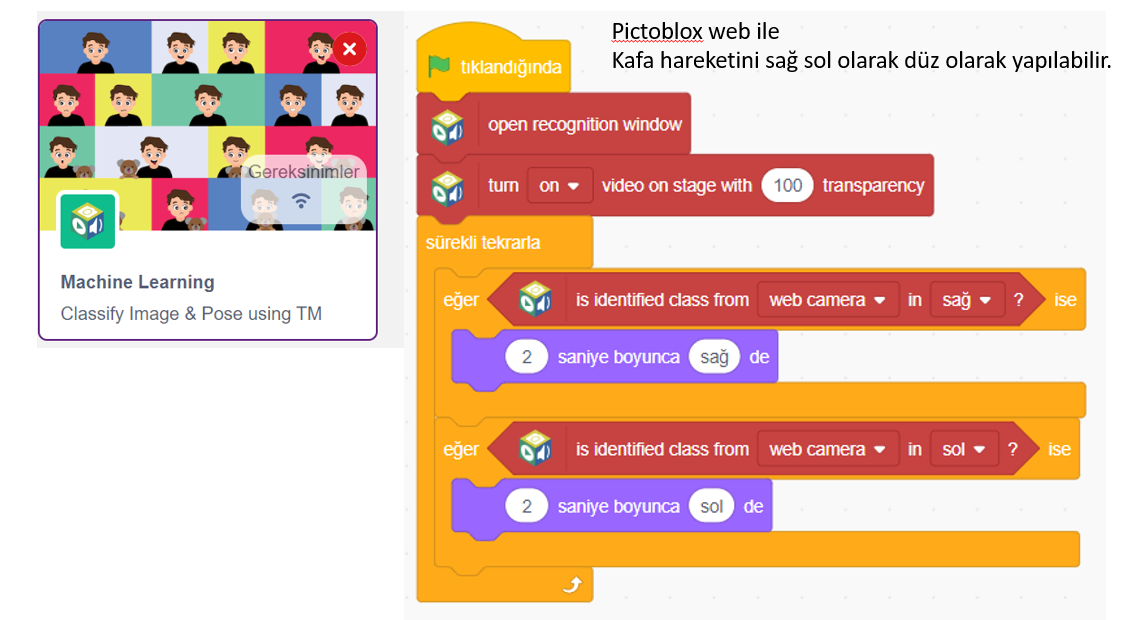 Gereksinimler
Machine Learning
Classify Image & Pose using TM
Pictoblox web ile
Kafa hareketini sağ sol olarak düz olarak yapılabilir.
tıklandığında
open recognition window
turn on video on stage with 100 transparency
sürekli tekrarla
eğer is identified class from web camera in sağ ? ise
2 saniye boyunca sağ de
eğer is identified class from web camera in sol ? ise
2 saniye boyunca sol de